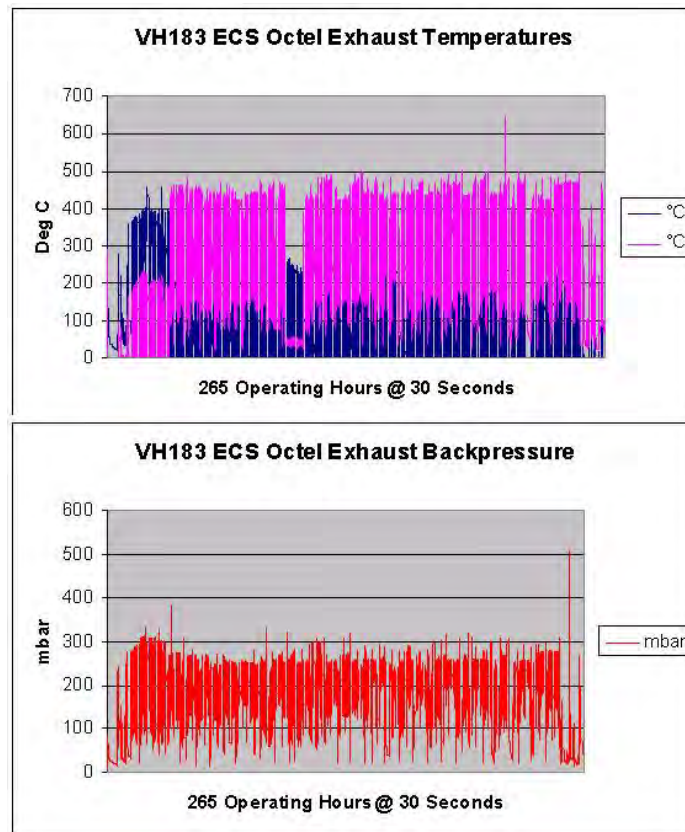 VH183 ECS Octel Exhaust Temperatures
700
600
500
400
300
200
100
0
Deg C
°C
°C
265 Operating Hours @ 30 Seconds
VH183 ECS Octel Exhaust Backpressure
600
500
400
300
200
100
0
mbar
mbar
265 Operating Hours @ 30 Seconds